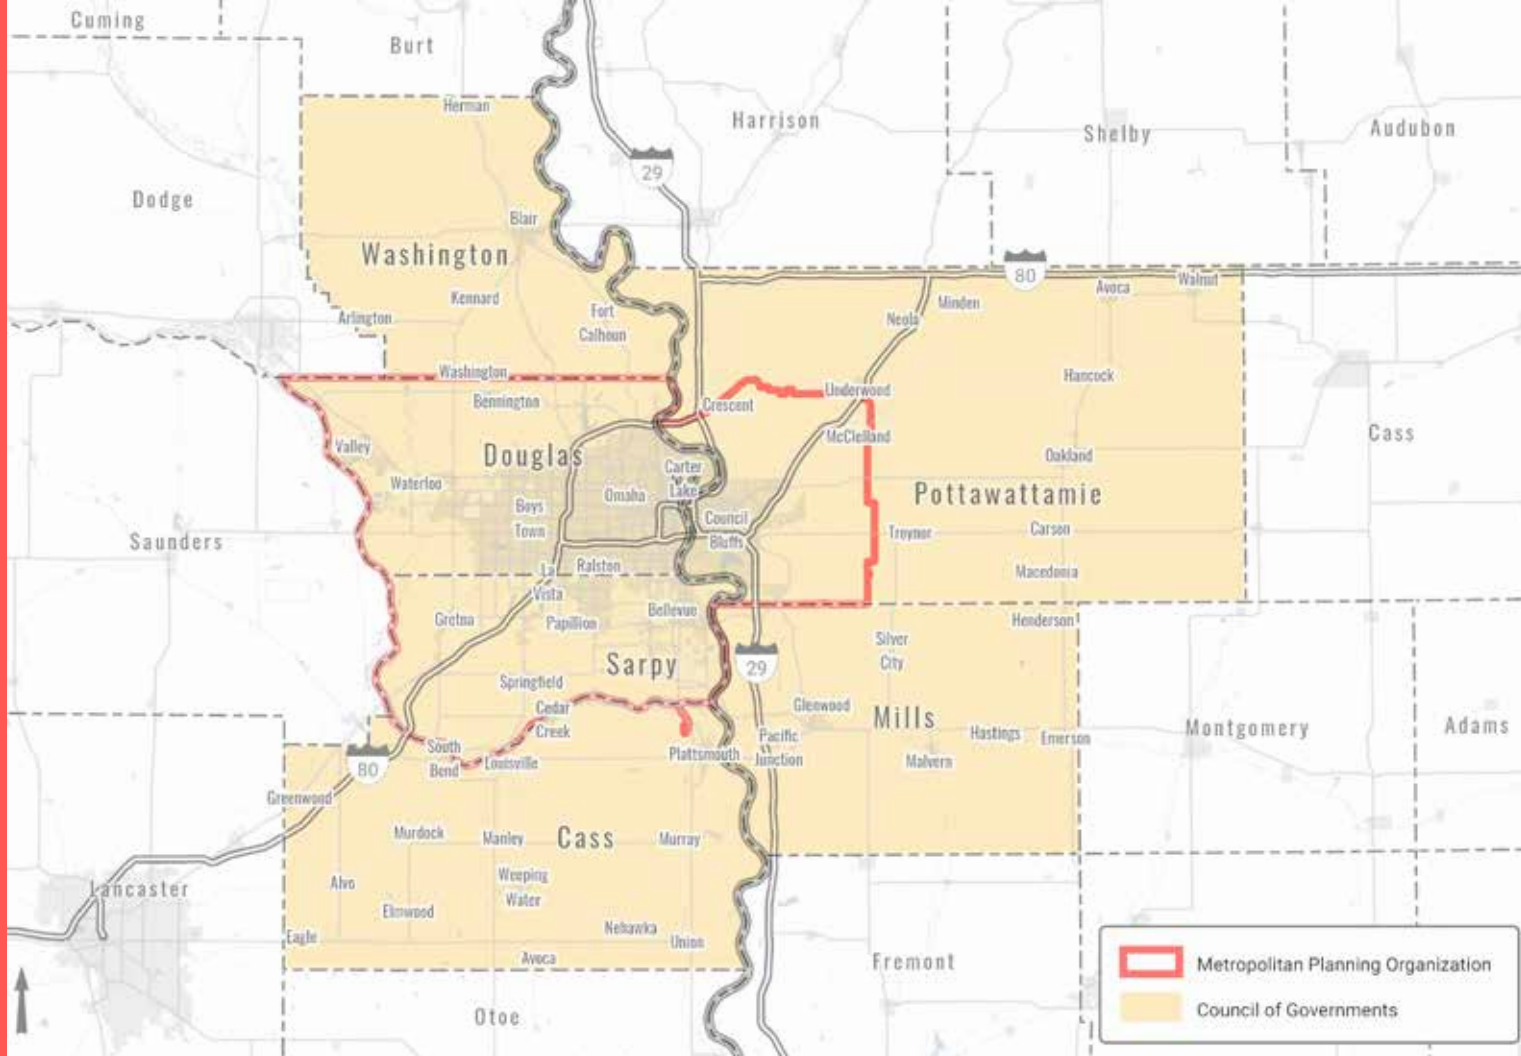 Cuming
Burt
Herman
Harrison
Shelby
Audubon
29
Dodge
Blair
Washington
80
Walnut
Avoca
Kennard
Minden
Fort
Calhoun
Arlington
Neola
Washington
Hancock
Bennington
Underwood
Crescent
McClelland
Cass
Valley
Douglas
Oakland
Carter
Lake
Waterloo
Omaha
Pottawattamie
Boys
Town
Council
Bluffs
Treynor
Carson
Saunders
La
Vista
Ralston
Macedonia
Gretna
Papillion
Bellevue
Henderson
Silver
City
Sarpy
29
Springfield
Cedar
Creek
Glenwood
Mills
Montgomery
Adams
South
Bend
Louisville
Plattsmouth
Pacific
Junction
Hastings
Emerson
Malvern
80
Greenwood
Murdock
Manley
Cass
Murray
Lancaster
Alvo
Weeping
Water
Elmwood
Eagle
Nehawka
Union
Avoca
Fremont
Otoe
Metropolitan Planning Organization
Council of Governments